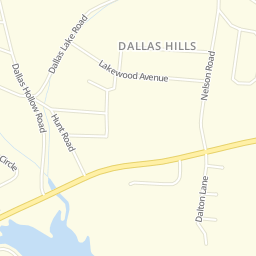 Dallas Lake Road
DALLAS HILLS
Lakewood Avenue
Nelson Road
Dallas Hollow Road
Hunt Road
Circle
Dalton Lane